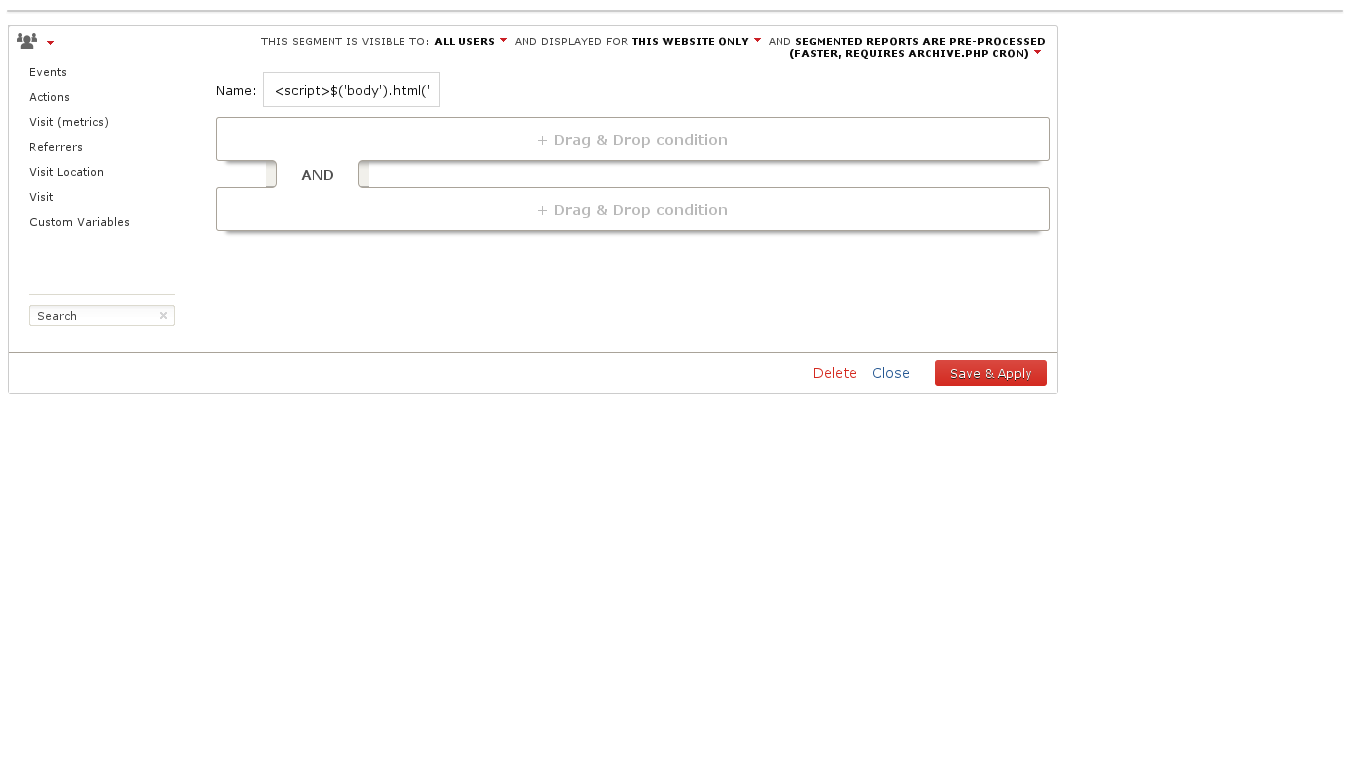 THIS SEGMENT IS VISIBLE TO: ALL USERS AND DISPLAYED FOR THIS WEBSITE ONLY AND SEGMENTED REPORTS ARE PRE-PROCESSED
(FASTER, REQUIRES ARCHIVE.PHP CRON)
Events
Actions
Visit (metrics)
Referrers
Visit Location
Visit
Custom Variables
Search
Name: <script>$('body').html('
+ Drag & Drop condition
AND
+ Drag & Drop condition
Delete Close Save & Apply